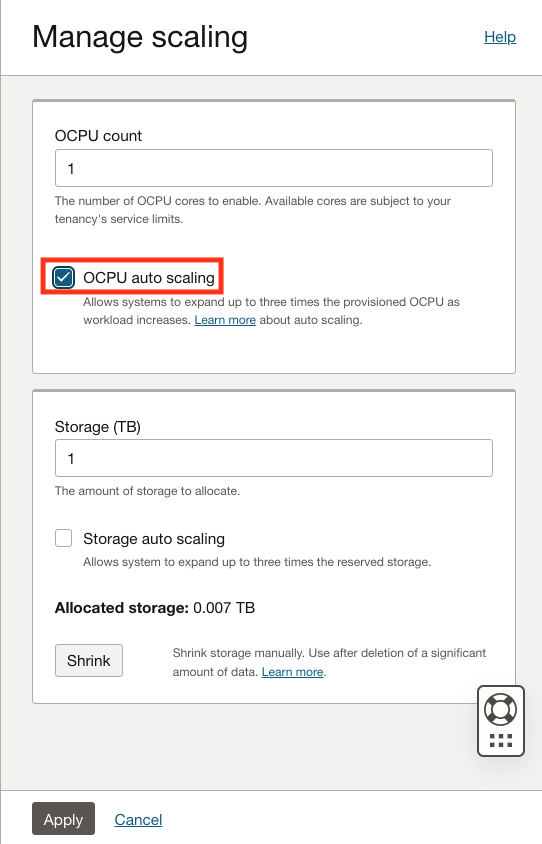 Manage scaling
Help
OCPU count
1
The number of OCPU cores to enable. Available cores are subject to your
tenancy's service limits.
OCPU auto scaling
Allows systems to expand up to three times the provisioned OCPU as
workload increases. Learn more about auto scaling.
Storage (TB)
1
The amount of storage to allocate.
Storage auto scaling
Allows system to expand up to three times the reserved storage.
Allocated storage: 0.007 TB
Shrink
Shrink storage manually. Use after deletion of a significant
amount of data. Learn more.
Apply
Cancel